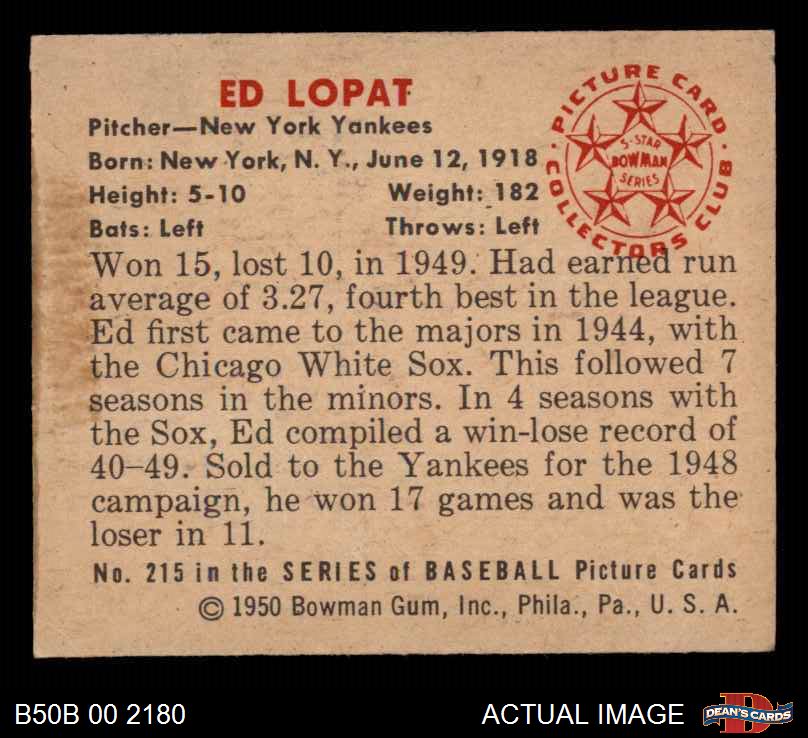 ED LOPAT
Pitcher—New York Yankees
Born: New York, N. Y., June 12, 1918
Height: 5-10 Weight: 182
Bats: Left Throws: Left
PICTURE CARD COLLECTORS CLUB
5-STAR
BOWMAN
SERIES
Won 15, lost 10, in 1949. Had earned run
average of 3.27, fourth best in the league.
Ed first came to the majors in 1944, with
the Chicago White Sox. This followed 7
seasons in the minors. In 4 seasons with
the Sox, Ed compiled a win-lose record of
40–49. Sold to the Yankees for the 1948
campaign, he won 17 games and was the
loser in 11.
No. 215 in the SERIES of BASEBALL Picture Cards
© 1950 Bowman Gum, Inc., Phila., Pa., U. S. A.
B50B 00 2180
ACTUAL IMAGE
D
DEAN'S CARDS